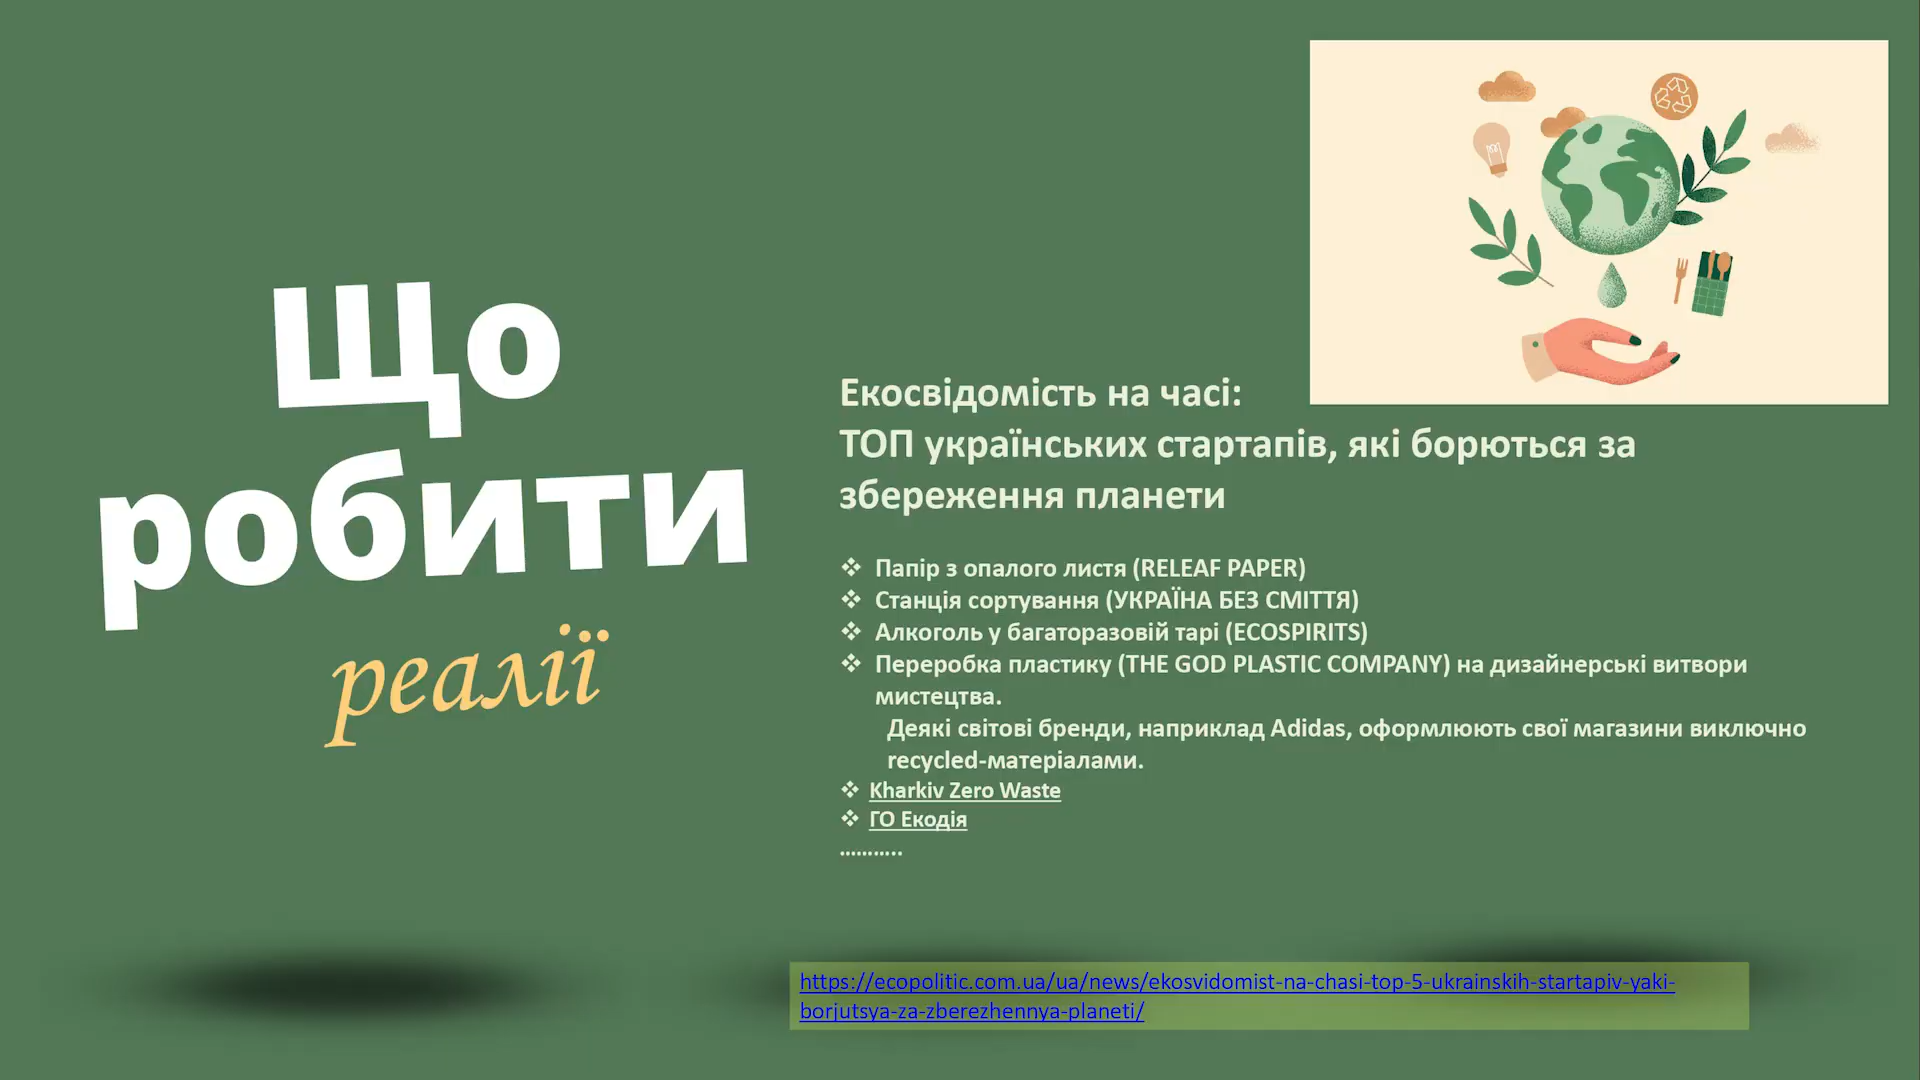 Що
робити
реалії
Екосвідомість на часі:
ТОП українських стартапів, які борються за
збереження планети
❖ Папір з опалого листя (RELEAF PAPER)
❖ Станція сортування (УКРАЇНА БЕЗ СМІТТЯ)
❖ Алкоголь у багаторазовій тарі (ECOSPIRITS)
❖ Переробка пластику (THE GOD PLASTIC COMPANY) на дизайнерські витвори
мистецтва.
Деякі світові бренди, наприклад Adidas, оформлюють свої магазини виключно
recycled-матеріалами.
❖ Kharkiv Zero Waste
❖ ГО Екодія
………..
https://ecopolitic.com.ua/ua/news/ekosvidomist-na-chasi-top-5-ukrainskih-startapiv-yaki-
borjutsya-za-zberezhennya-planeti/